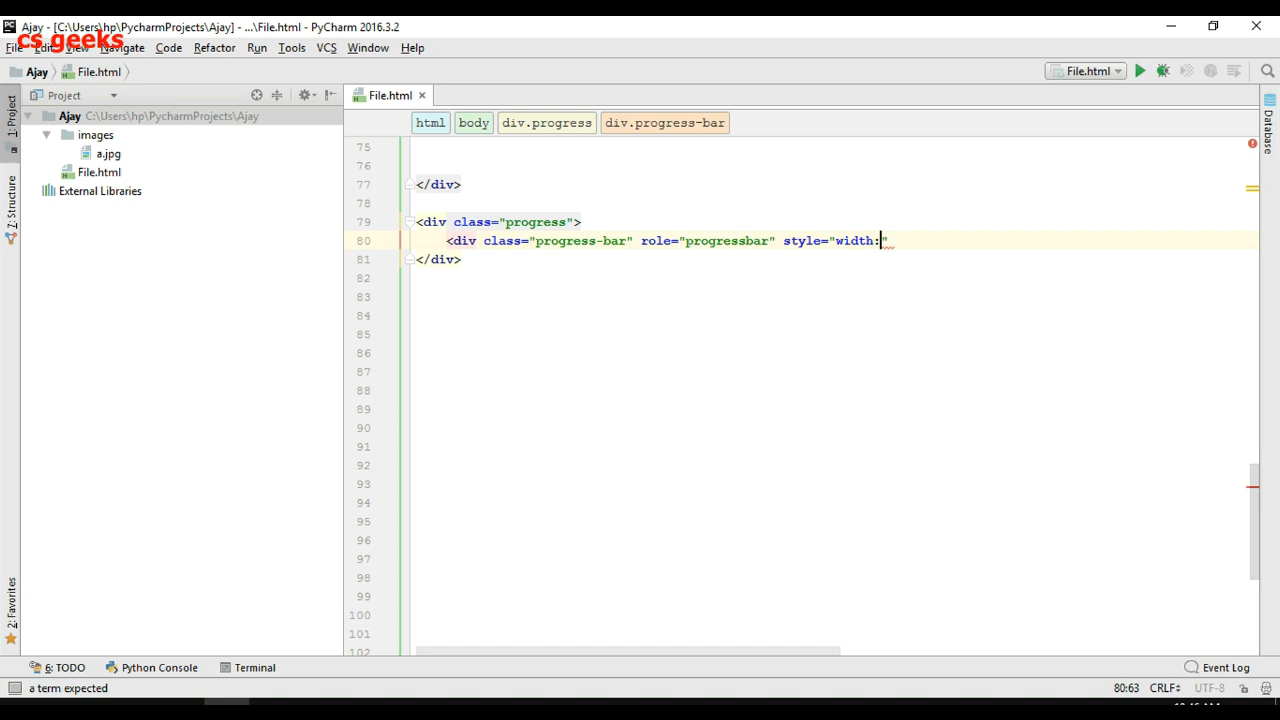 Ajay - [C:\Users\hp\PycharmProjects\Ajay] - ...\File.html - PyCharm 2016.3.2
cs geeks
File Edit View Navigate Code Refactor Run Tools VCS Window Help
Ajay File.html File.html
Project File.html
1: Project
7: Structure
2: Favorites
Database
Ajay C:\Users\hp\PycharmProjects\Ajay
images
a.jpg
File.html
External Libraries
html body div.progress div.progress-bar
75
76
77 </div>
78
79 <div class="progress">
80 <div class="progress-bar" role="progressbar" style="width:"
81 </div>
82
83
84
85
86
87
88
89
90
91
92
93
94
95
96
97
98
99
100
101
102
6: TODO Python Console Terminal Event Log
a term expected 80:63 CRLF UTF-8